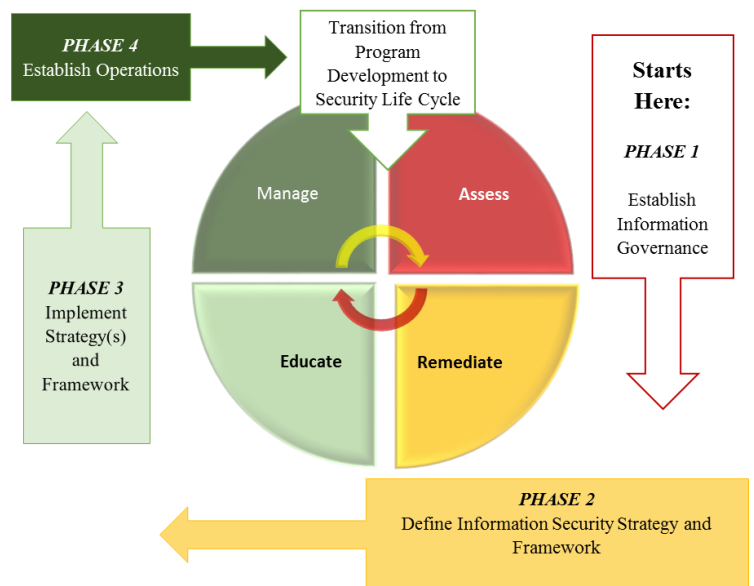 PHASE 4
Establish Operations
Transition from
Program
Development to
Security Life Cycle
Starts
Here:
PHASE 1
Establish
Information
Governance
Manage
Assess
PHASE 3
Implement
Strategy(s)
and
Framework
Educate
Remediate
PHASE 2
Define Information Security Strategy and
Framework